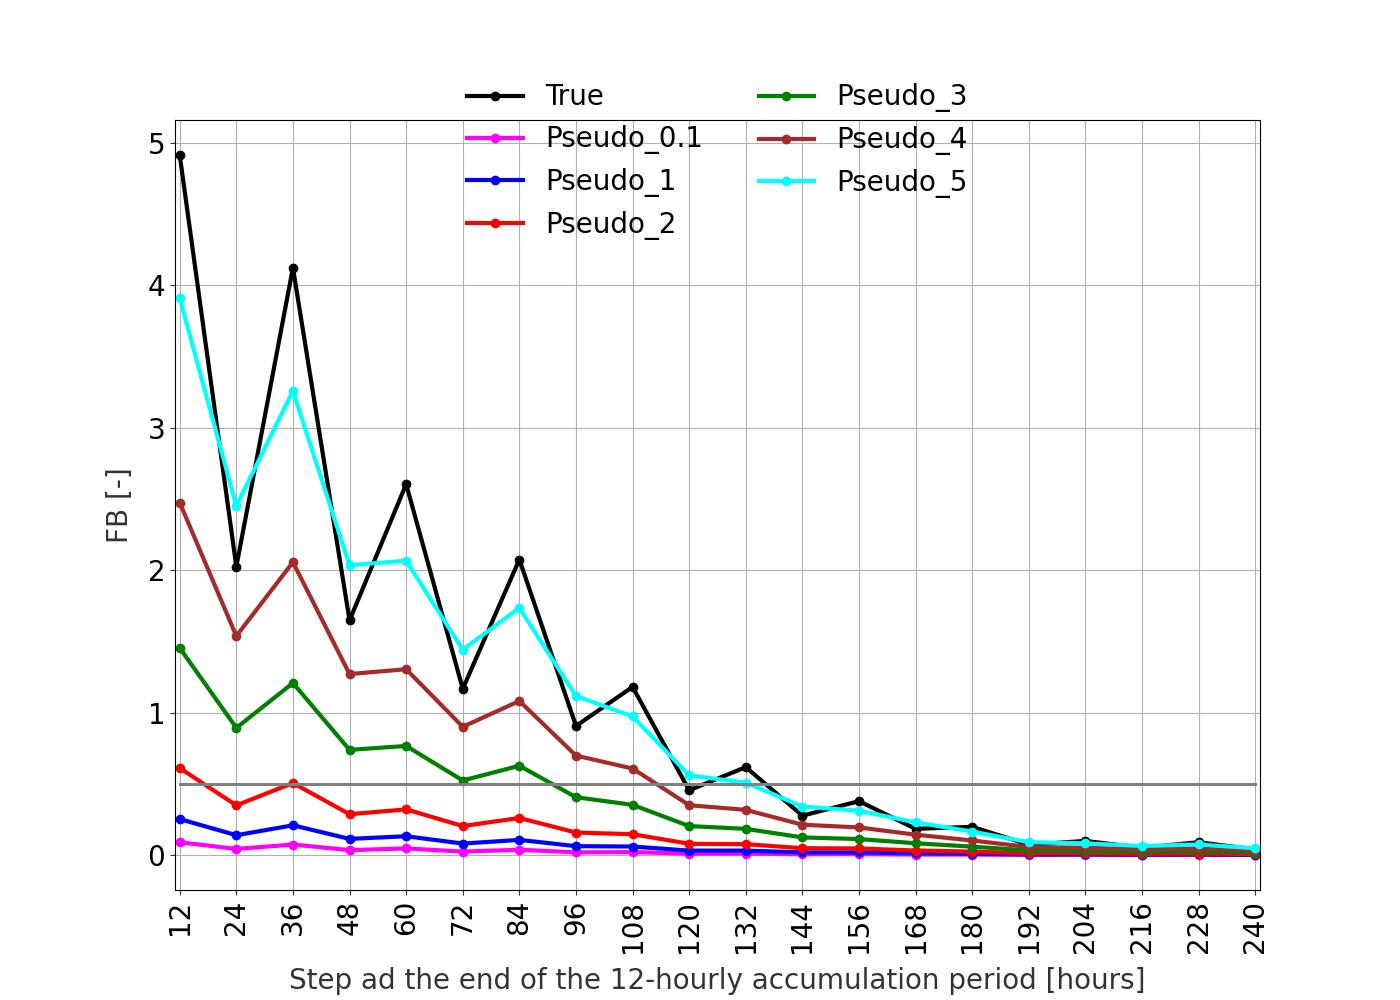 True
Pseudo_0.1
Pseudo_1
Pseudo_2
Pseudo_3
Pseudo_4
Pseudo_5
5
4
3
2
1
0
FB [-]
12 24 36 48 60 72 84 96 108 120 132 144 156 168 180 192 204 216 228 240
Step ad the end of the 12-hourly accumulation period [hours]